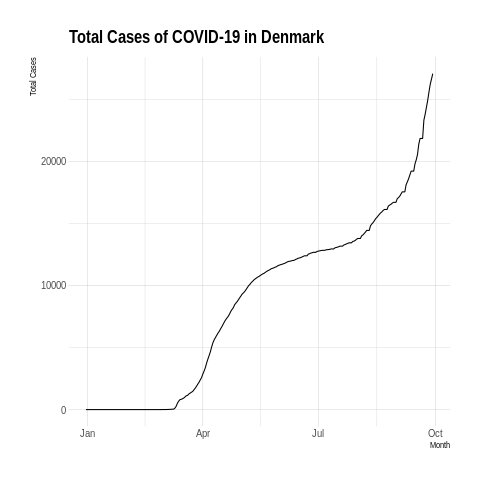 Total Cases of COVID-19 in Denmark
Total Cases
20000
10000
0
Jan Apr Jul Oct
Month